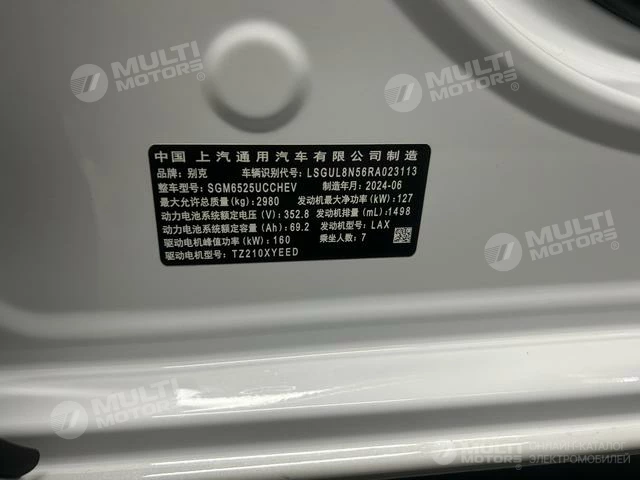 MULTI MOTORS®
MULTI MOTORS
中国 上汽通用汽车有限公司制造
品牌: 别克 车辆识别代号: LSGUL8N56RA023113
整车型号: SGM6525UCCHEV 制造年月: 2024-06
最大允许总质量(kg): 2980 发动机最大净功率(kW): 127
动力电池系统额定电压(V): 352.8 发动机排量(mL): 1498
动力电池系统额定容量(Ah): 69.2 发动机型号: LAX
驱动电机峰值功率(kW): 160 乘坐人数: 7
驱动电机型号: TZ210XYEED
MULTI MOTORS
MULTI MOTORS®
MULTI MOTORS
КАТАЛОГ
ЭЛЕКТРОМОБИЛЕЙ